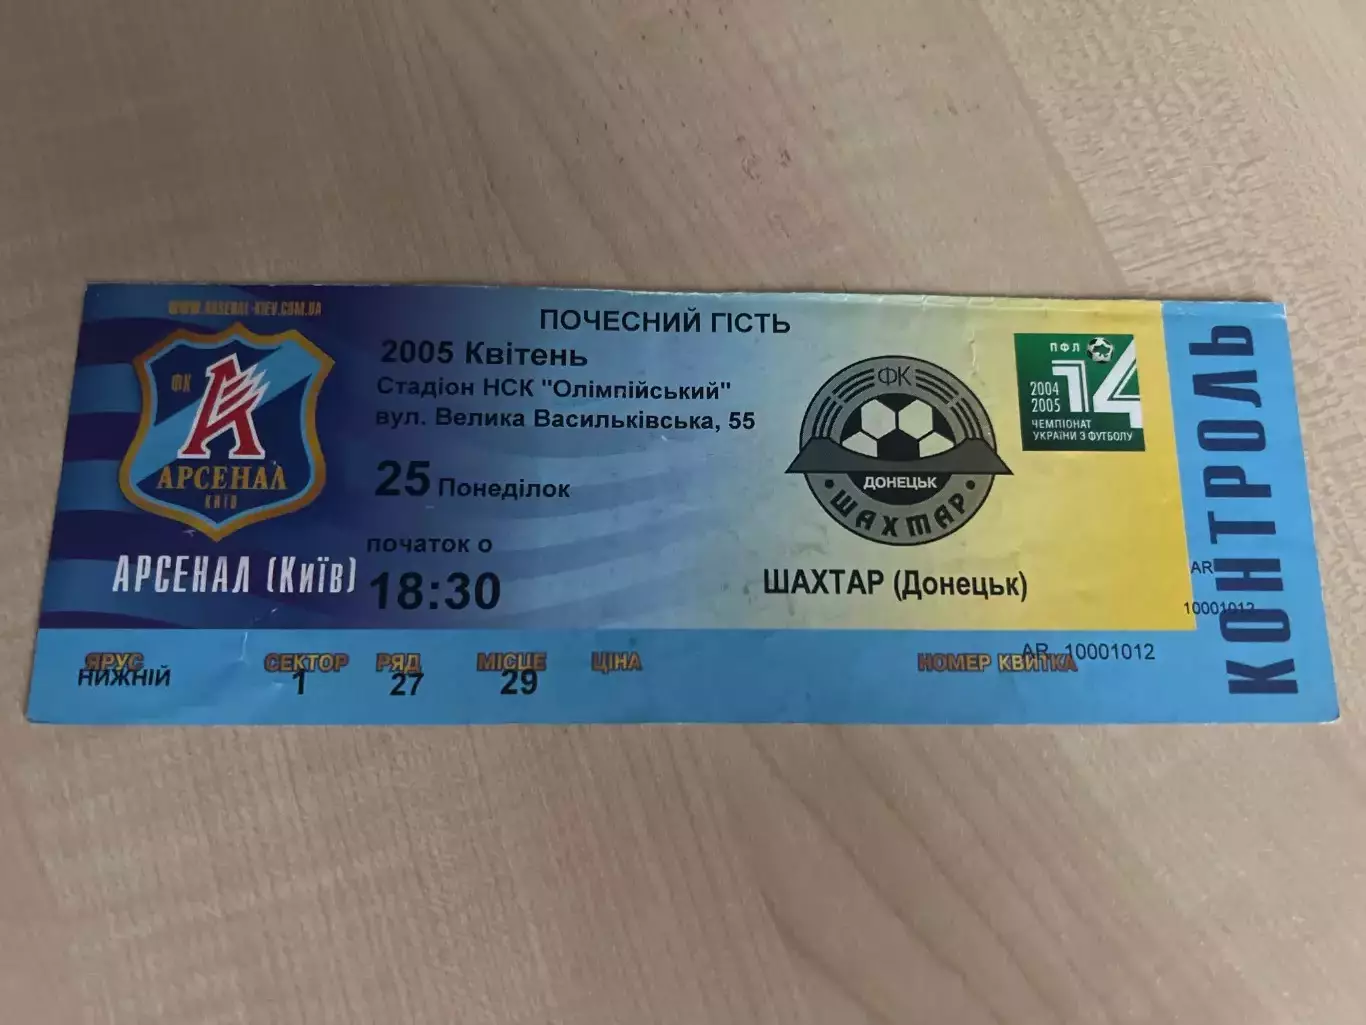 WWW.ARSENAL-KIEV.COM.UA
ПОЧЕСНИЙ ГІСТЬ
2005 Квітень
Стадіон НСК "Олімпійський"
вул. Велика Васильківська, 55
25 Понеділок
початок о
18:30
ФК
АРСЕНАЛ
КИЇВ
АРСЕНАЛ (Київ)
ФК
ДОНЕЦЬК
ШАХТАР
ШАХТАР (Донецьк)
ПФЛ
2004
2005
14
ЧЕМПІОНАТ
УКРАЇНИ З ФУТБОЛУ
AR
10001012
КОНТРОЛЬ
ЯРУС СЕКТОР РЯД МІСЦЕ ЦІНА НОМЕР КВИТКА
НИЖНІЙ 1 27 29 AR 10001012